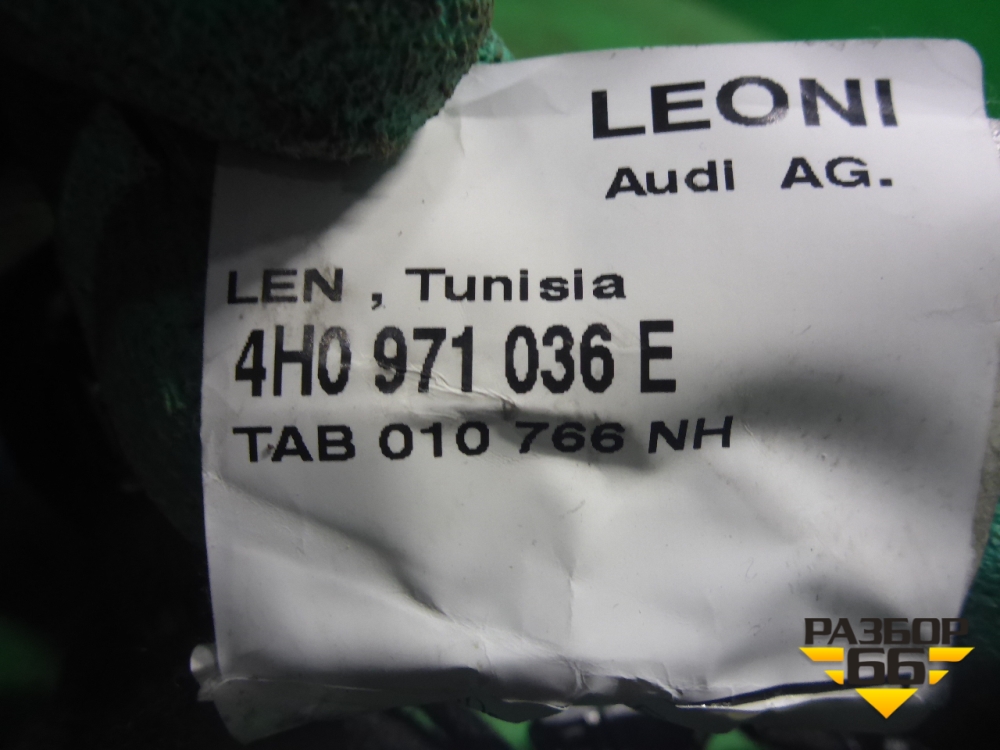 LEONI
Audi AG.
LEN , Tunisia
4H0 971 036 E
TAB 010 766 NH
РАЗБОР
66